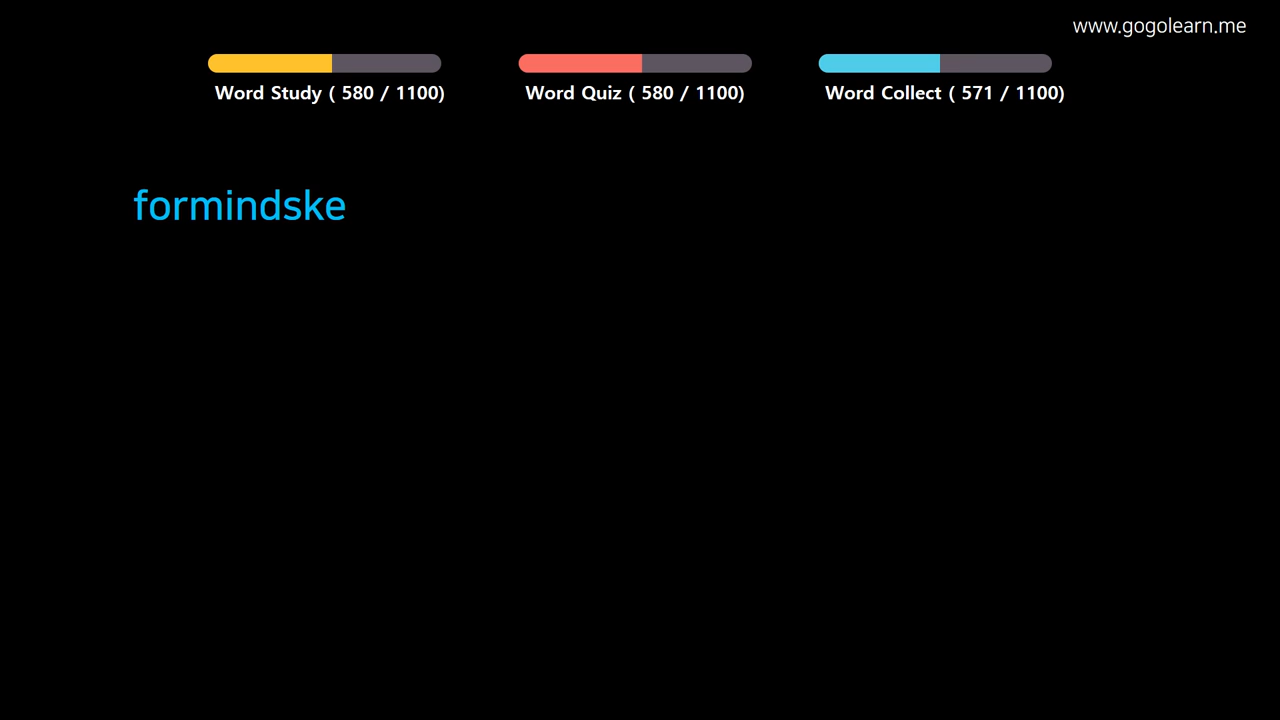 www.gogolearn.me
Word Study ( 580 / 1100)
Word Quiz ( 580 / 1100)
Word Collect ( 571 / 1100)
formindske